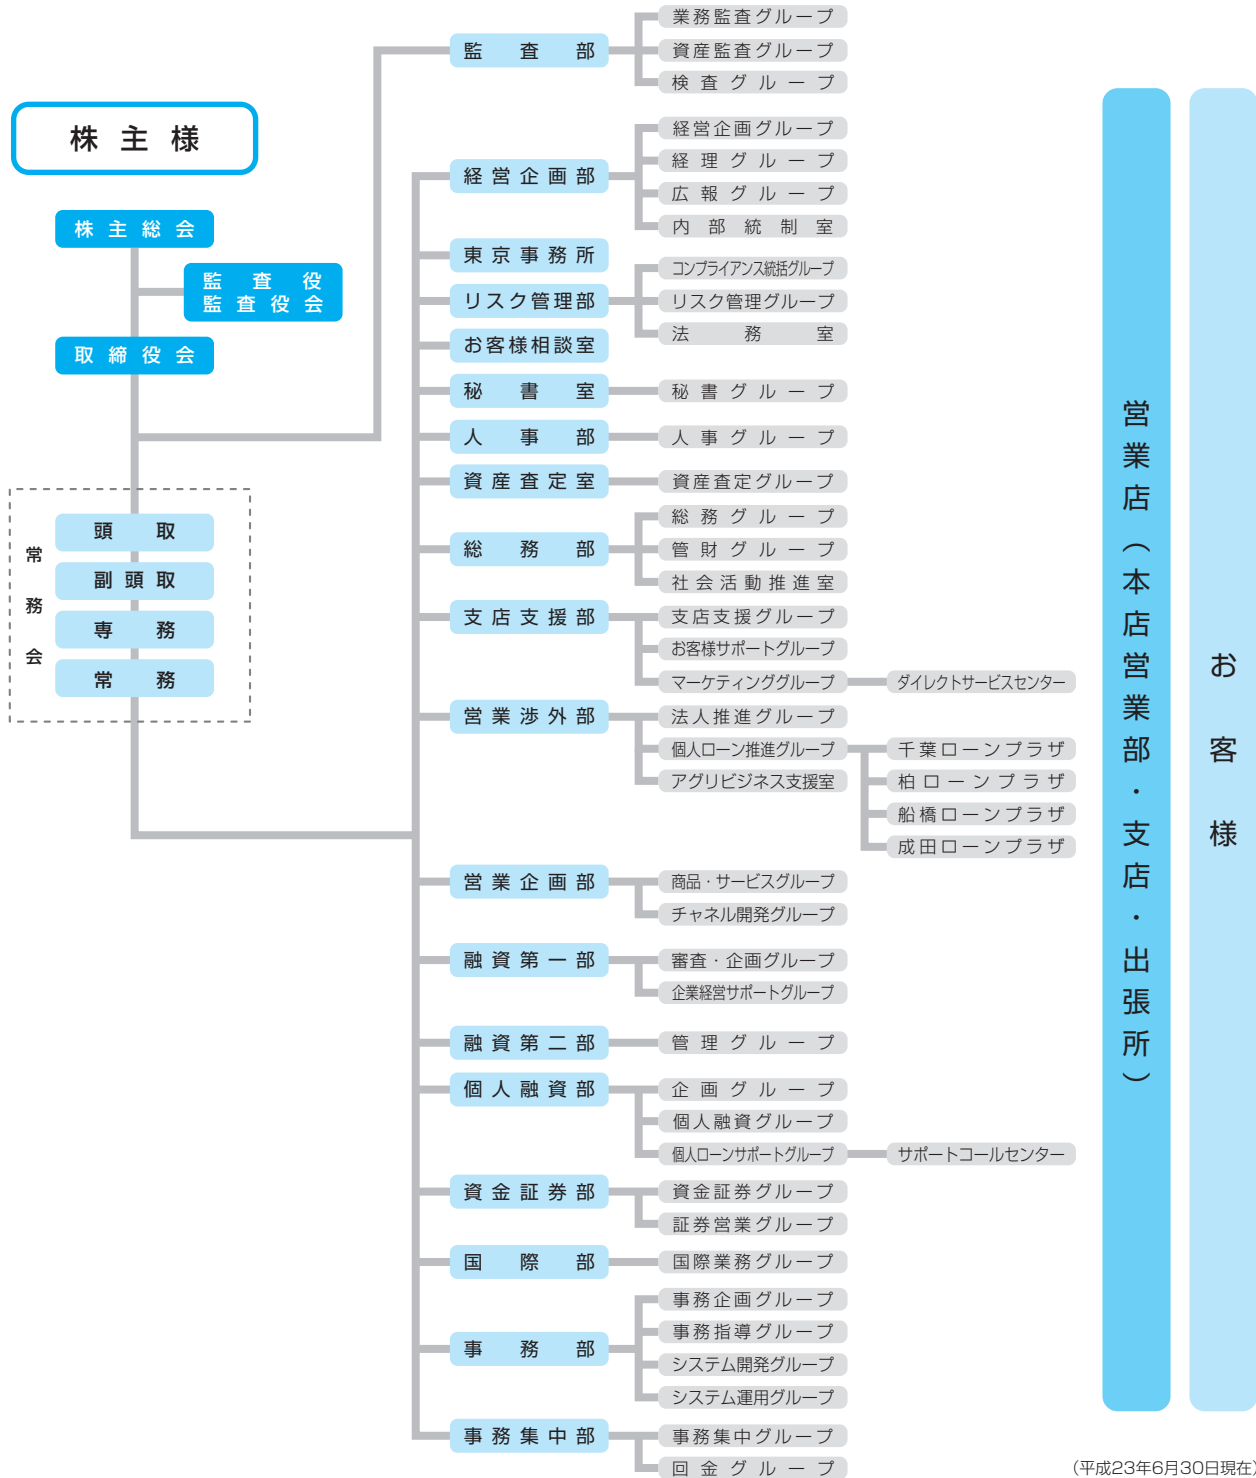 株主様
株主総会
監査役
監査役会
取締役会
常務会
頭取
副頭取
専務
常務
監査部
業務監査グループ
資産監査グループ
検査グループ
経営企画部
経営企画グループ
経理グループ
広報グループ
内部統制室
東京事務所
リスク管理部
コンプライアンス統括グループ
リスク管理グループ
法務室
お客様相談室
秘書室
秘書グループ
人事部
人事グループ
資産査定室
資産査定グループ
総務部
総務グループ
管財グループ
社会活動推進室
支店支援部
支店支援グループ
お客様サポートグループ
マーケティンググループ
ダイレクトサービスセンター
営業渉外部
法人推進グループ
個人ローン推進グループ
千葉ローンプラザ
柏ローンプラザ
船橋ローンプラザ
成田ローンプラザ
アグリビジネス支援室
営業企画部
商品・サービスグループ
チャネル開発グループ
融資第一部
審査・企画グループ
企業経営サポートグループ
融資第二部
管理グループ
個人融資部
企画グループ
個人融資グループ
個人ローンサポートグループ
サポートコールセンター
資金証券部
資金証券グループ
証券営業グループ
国際部
国際業務グループ
事務部
事務企画グループ
事務指導グループ
システム開発グループ
システム運用グループ
事務集中部
事務集中グループ
回金グループ
営業店（本店営業部・支店・出張所）
お客様
(平成23年6月30日現在)